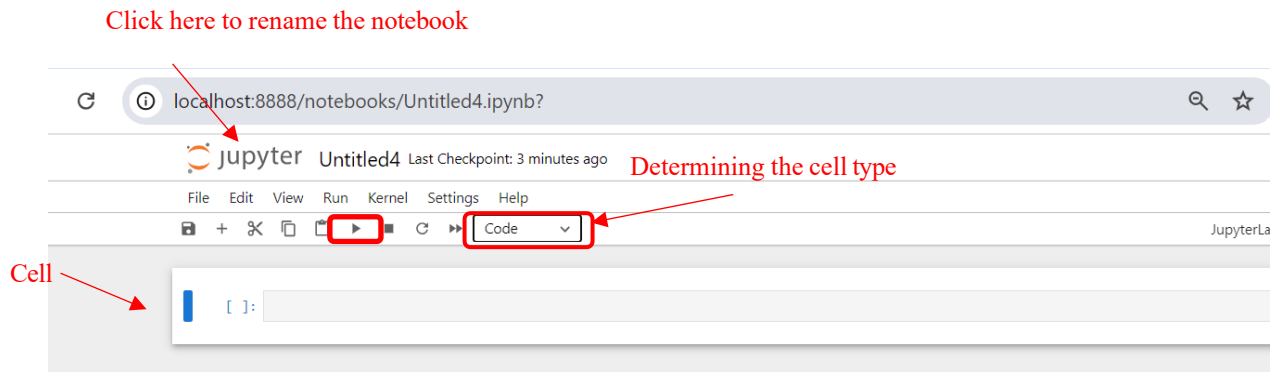 Click here to rename the notebook
localhost:8888/notebooks/Untitled4.ipynb?
jupyter Untitled4 Last Checkpoint: 3 minutes ago
Determining the cell type
File Edit View Run Kernel Settings Help
Code
JupyterLa
Cell
[ ]: